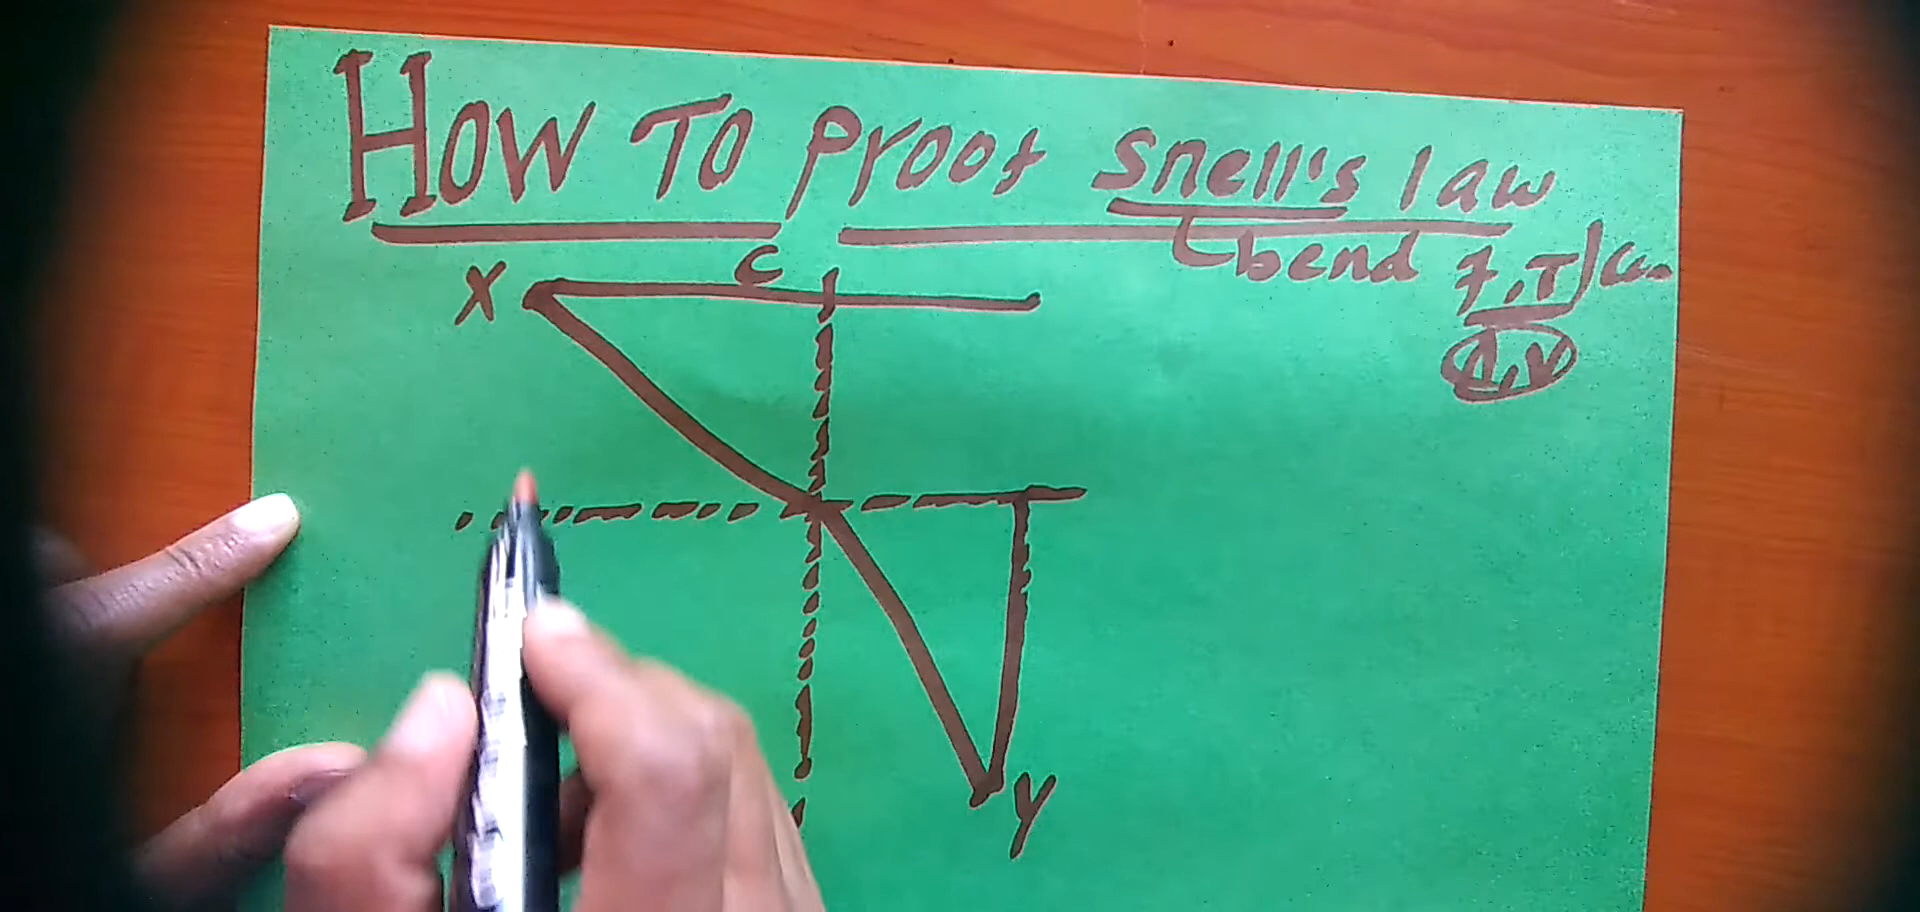 How To proof snell's law
bend f, T
λ, v
C
X
Y